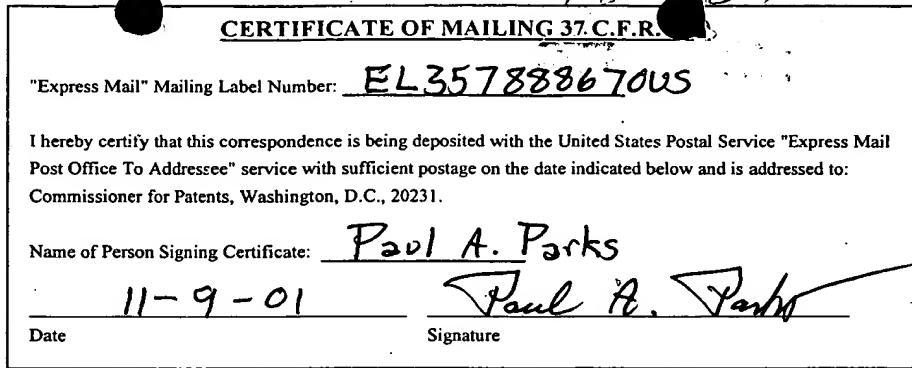 CERTIFICATE OF MAILING 37 C.F.R.
"Express Mail" Mailing Label Number: EL357888670US
I hereby certify that this correspondence is being deposited with the United States Postal Service "Express Mail
Post Office To Addressee" service with sufficient postage on the date indicated below and is addressed to:
Commissioner for Patents, Washington, D.C., 20231.
Name of Person Signing Certificate: Paul A. Parks
11-9-01 Paul A. Parks
Date Signature